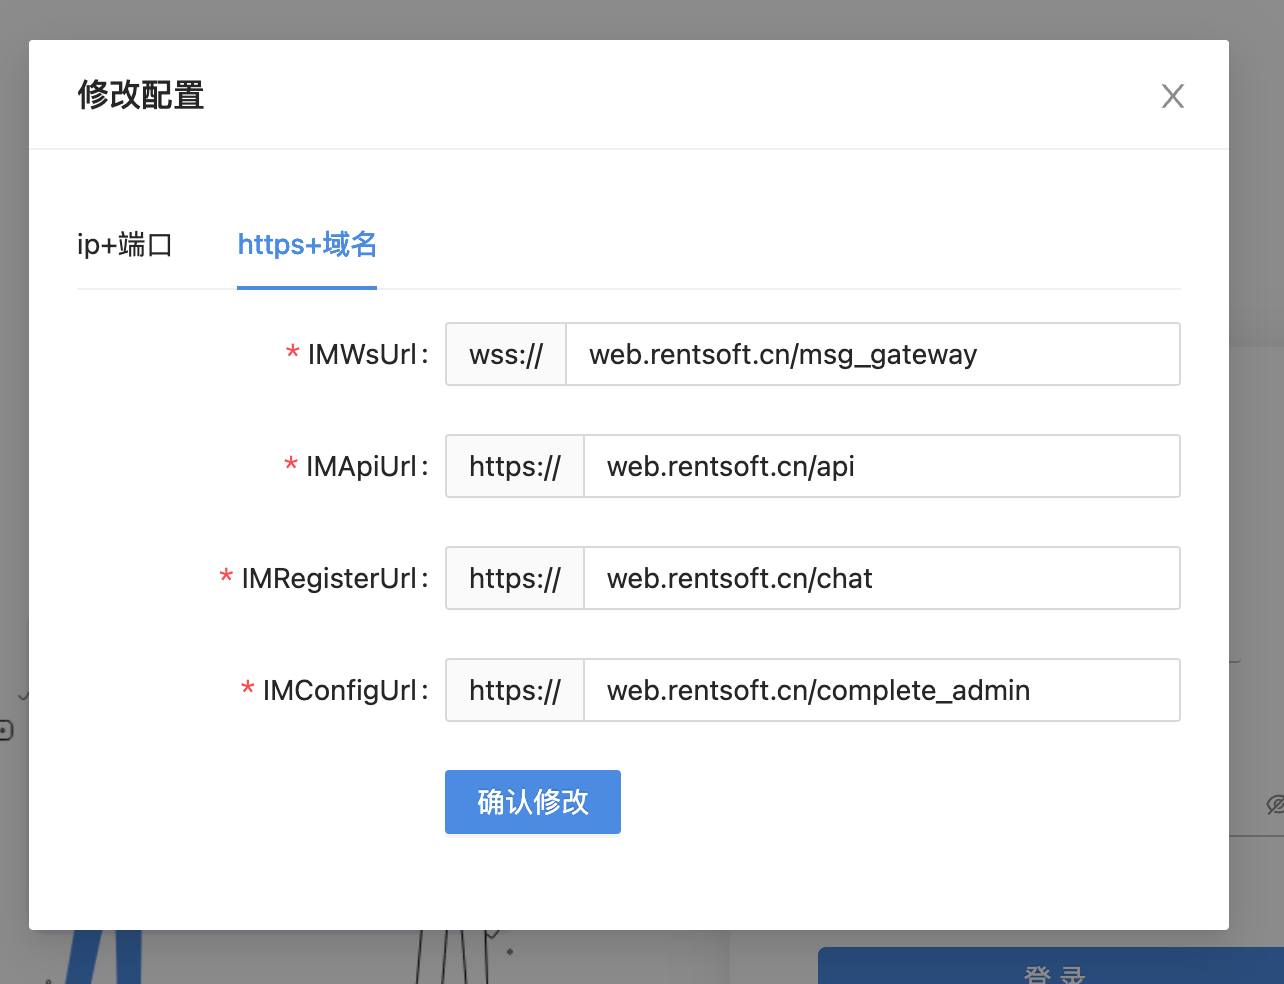 修改配置
ip+端口 https+域名
* IMWsUrl: wss:// web.rentsoft.cn/msg_gateway
* IMApiUrl: https:// web.rentsoft.cn/api
* IMRegisterUrl: https:// web.rentsoft.cn/chat
* IMConfigUrl: https:// web.rentsoft.cn/complete_admin
确认修改
登录